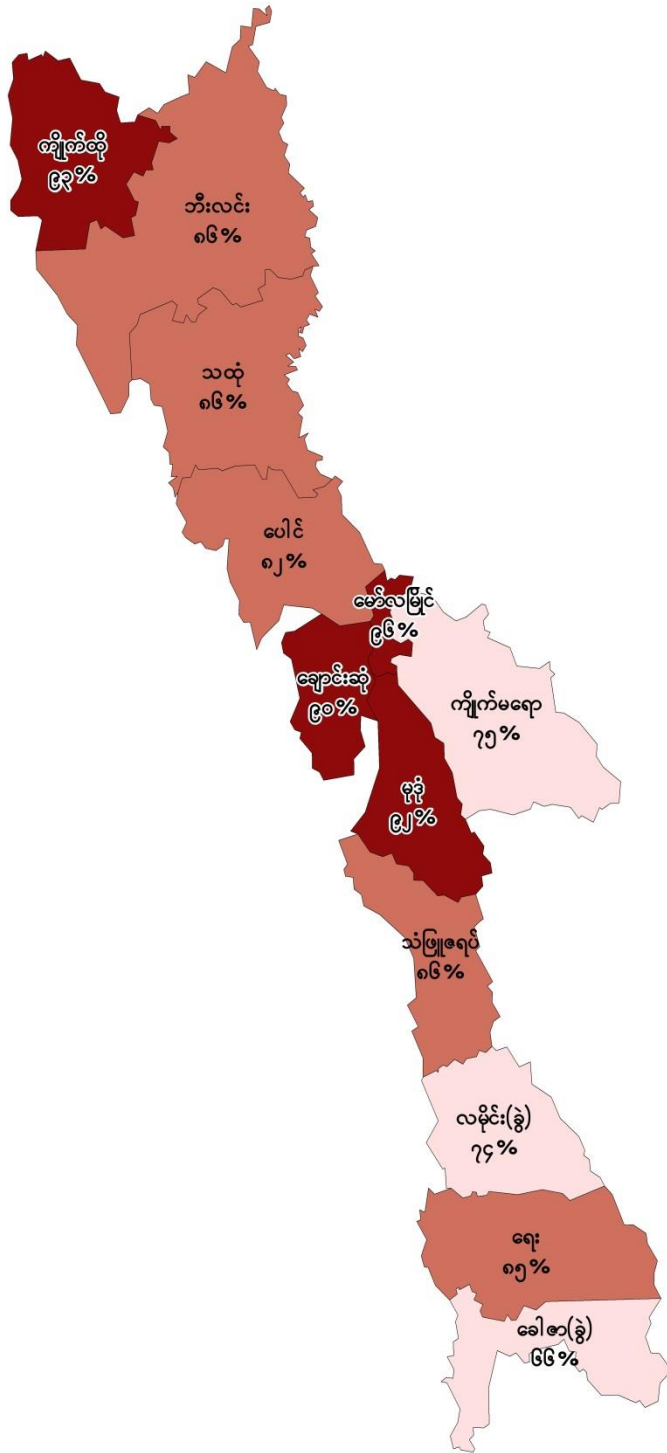 ကျိုက်ထို
၉၃%
ဘီးလင်း
၈၆%
သထုံ
၈၆%
ပေါင်
၈၂%
မော်လမြိုင်
၉၆%
ချောင်းဆုံ
၉၀%
ကျိုက်မရော
၇၅%
မုဒုံ
၉၂%
သံဖြူဇရပ်
၈၆%
လမိုင်း(ခွဲ)
၇၄%
ရေး
၈၅%
ခေါဇာ(ခွဲ)
၆၆%